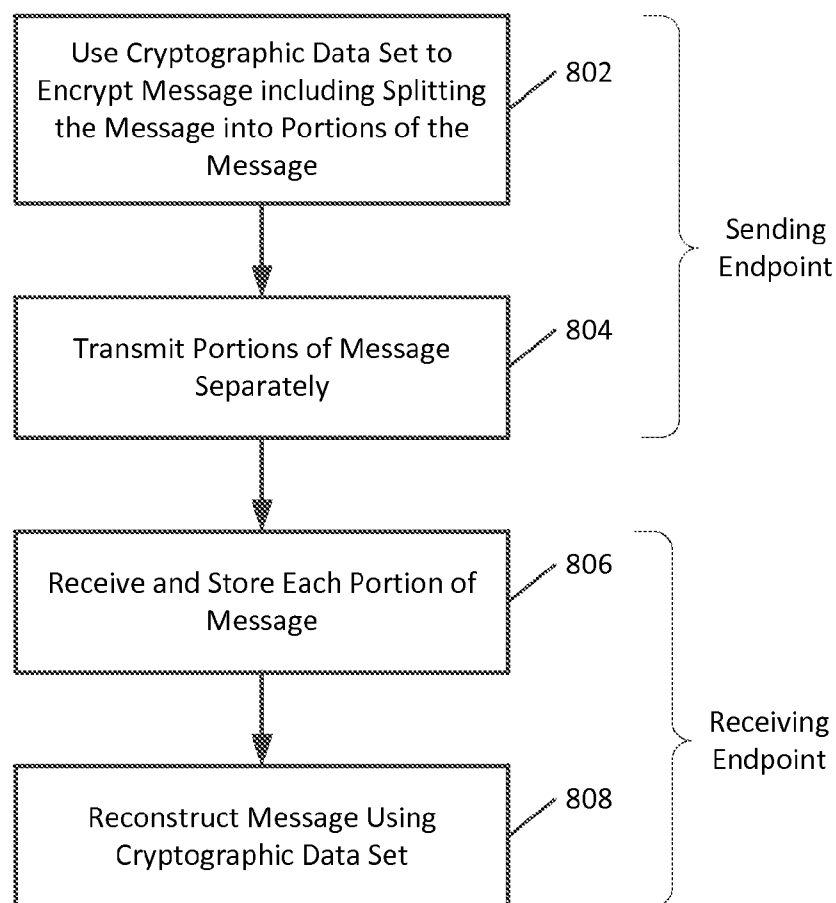 Use Cryptographic Data Set to
Encrypt Message including Splitting
the Message into Portions of the
Message
802
Sending
Endpoint
Transmit Portions of Message
Separately
804
Receive and Store Each Portion of
Message
806
Receiving
Endpoint
Reconstruct Message Using
Cryptographic Data Set
808